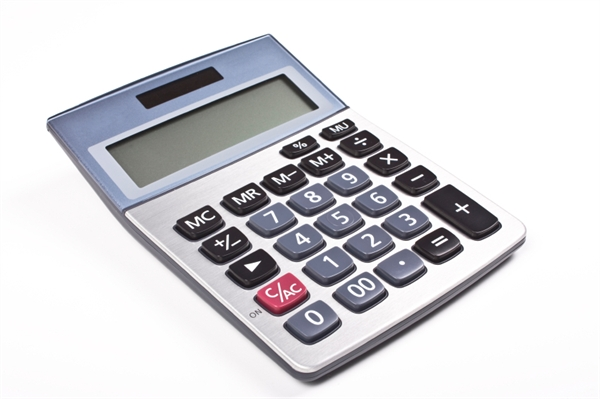 % MU
MC MR M− M+ ÷
+/− 7 8 9 ×
▶ 4 5 6 −
C/AC 1 2 3 +
ON 0 00 · =